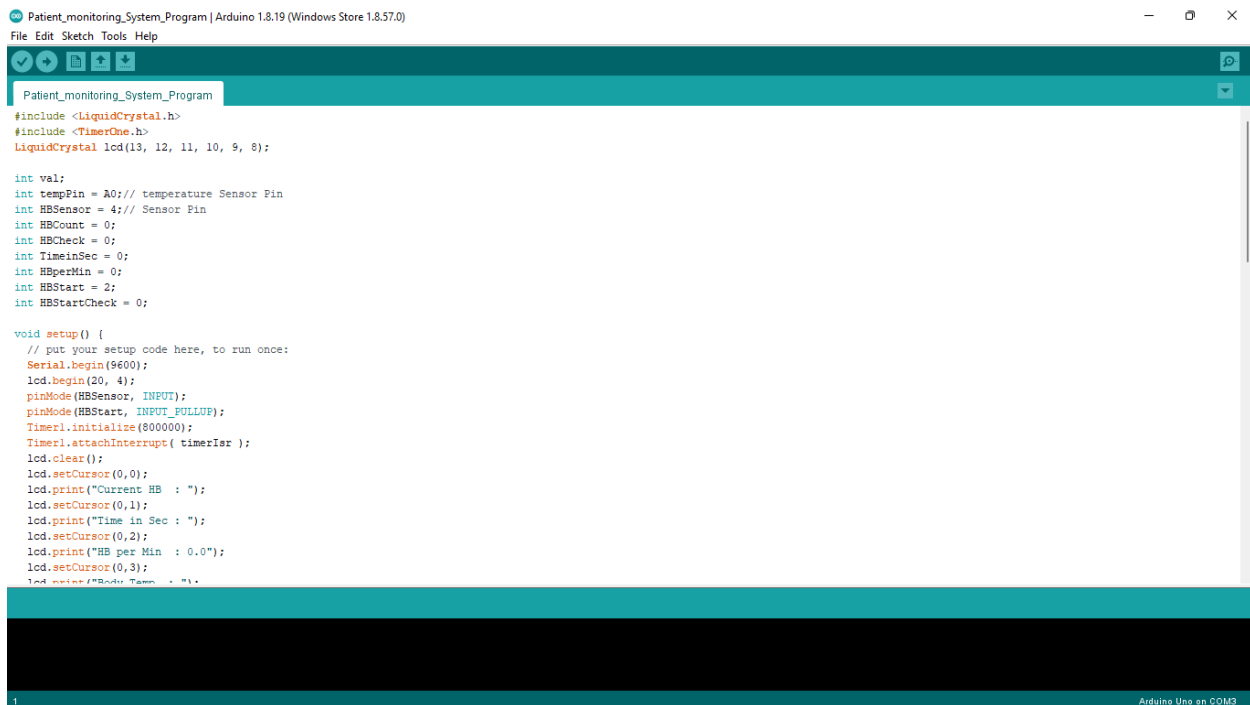 Patient_monitoring_System_Program | Arduino 1.8.19 (Windows Store 1.8.57.0)
File Edit Sketch Tools Help
Patient_monitoring_System_Program
#include <LiquidCrystal.h>
#include <TimerOne.h>
LiquidCrystal lcd(13, 12, 11, 10, 9, 8);
int val;
int tempPin = A0;// temperature Sensor Pin
int HBSensor = 4;// Sensor Pin
int HBCount = 0;
int HBCheck = 0;
int TimeinSec = 0;
int HBperMin = 0;
int HBStart = 2;
int HBStartCheck = 0;
void setup() {
  // put your setup code here, to run once:
  Serial.begin(9600);
  lcd.begin(20, 4);
  pinMode(HBSensor, INPUT);
  pinMode(HBStart, INPUT_PULLUP);
  Timer1.initialize(800000);
  Timer1.attachInterrupt( timerIsr );
  lcd.clear();
  lcd.setCursor(0,0);
  lcd.print("Current HB  : ");
  lcd.setCursor(0,1);
  lcd.print("Time in Sec : ");
  lcd.setCursor(0,2);
  lcd.print("HB per Min  : 0.0");
  lcd.setCursor(0,3);
  lcd.print("Body Temp  : ");
1
Arduino Uno on COM3